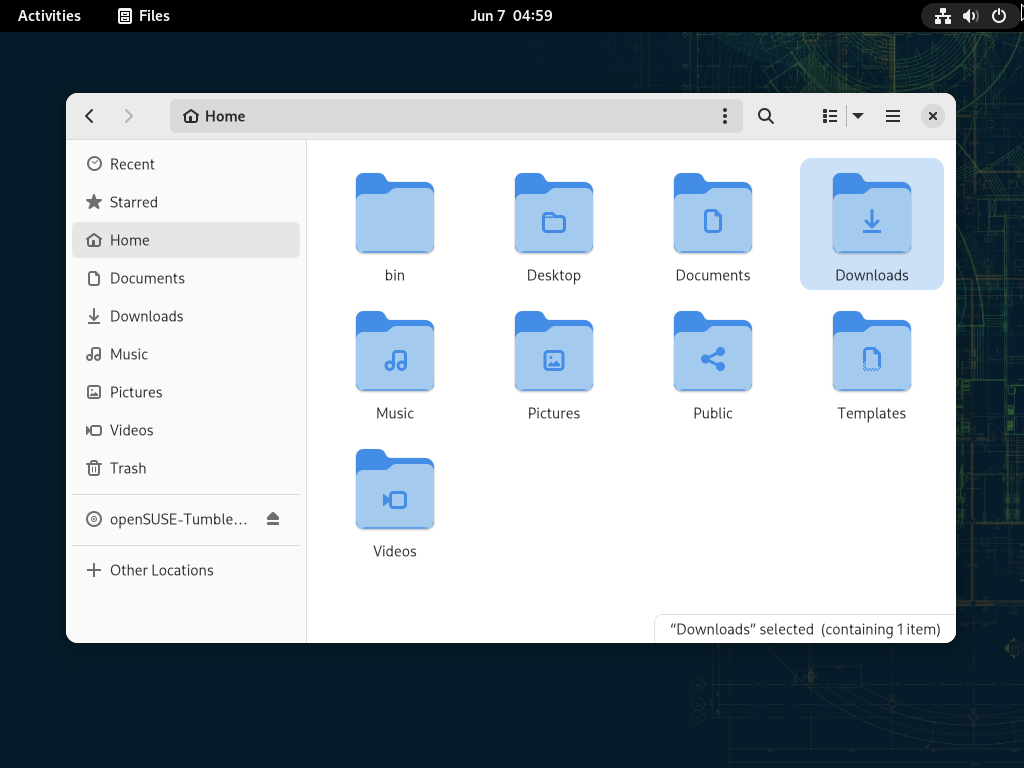 Activities Files Jun 7 04:59
Home
Recent
Starred
Home
Documents
Downloads
Music
Pictures
Videos
Trash
openSUSE-Tumble…
Other Locations
bin Desktop Documents Downloads
Music Pictures Public Templates
Videos
“Downloads” selected (containing 1 item)